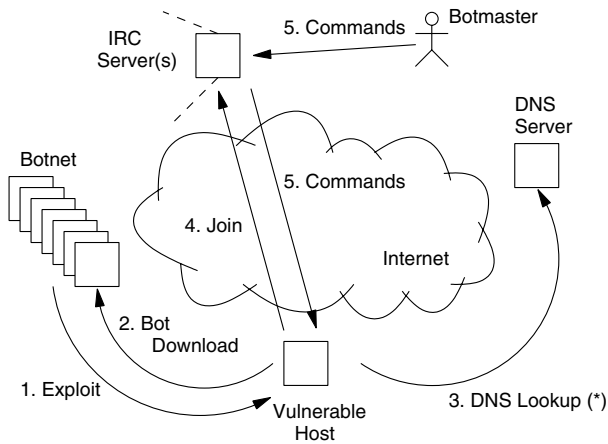 5. Commands
Botmaster
IRC
Server(s)
DNS
Server
Botnet
5. Commands
4. Join
Internet
2. Bot
Download
1. Exploit
3. DNS Lookup (*)
Vulnerable
Host